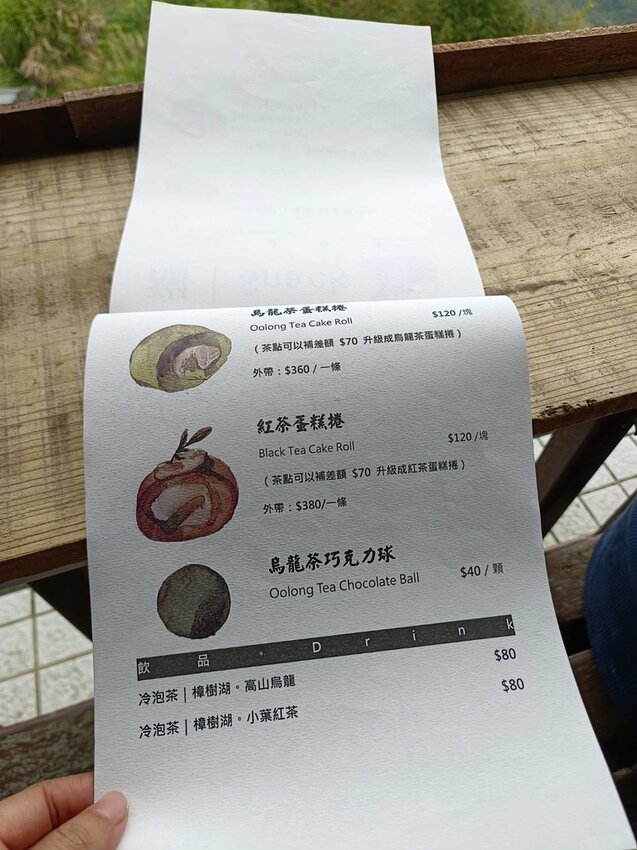 烏龍茶蛋糕捲
Oolong Tea Cake Roll $120 /塊
（茶點可以補差額 $70 升級成烏龍茶蛋糕捲）
外帶：$360 / 一條
紅茶蛋糕捲
Black Tea Cake Roll $120 /塊
（茶點可以補差額 $70 升級成紅茶蛋糕捲）
外帶：$380/一條
烏龍茶巧克力球
Oolong Tea Chocolate Ball $40 / 顆
飲品。Drink
冷泡茶｜樟樹湖。高山烏龍 $80
冷泡茶｜樟樹湖。小葉紅茶 $80